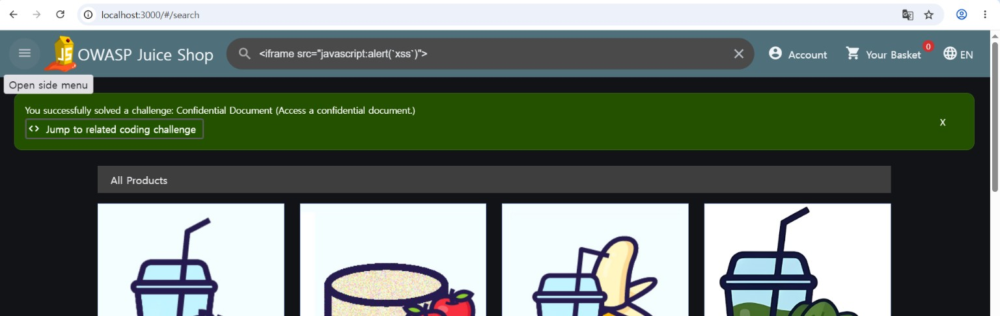 localhost:3000/#/search
JS
OWASP Juice Shop
<iframe src="javascript:alert(`xss`)">
Account
Your Basket
0
EN
Open side menu
You successfully solved a challenge: Confidential Document (Access a confidential document.)
<> Jump to related coding challenge
X
All Products